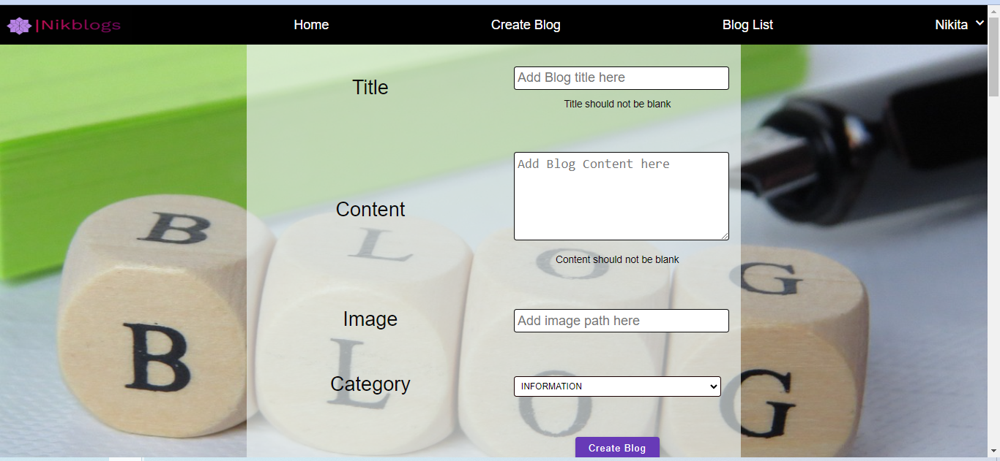 |Nikblogs
Home
Create Blog
Blog List
Nikita
Title
Add Blog title here
Title should not be blank
Content
Add Blog Content here
Content should not be blank
Image
Add image path here
Category
INFORMATION
Create Blog
B L O G
B L O G